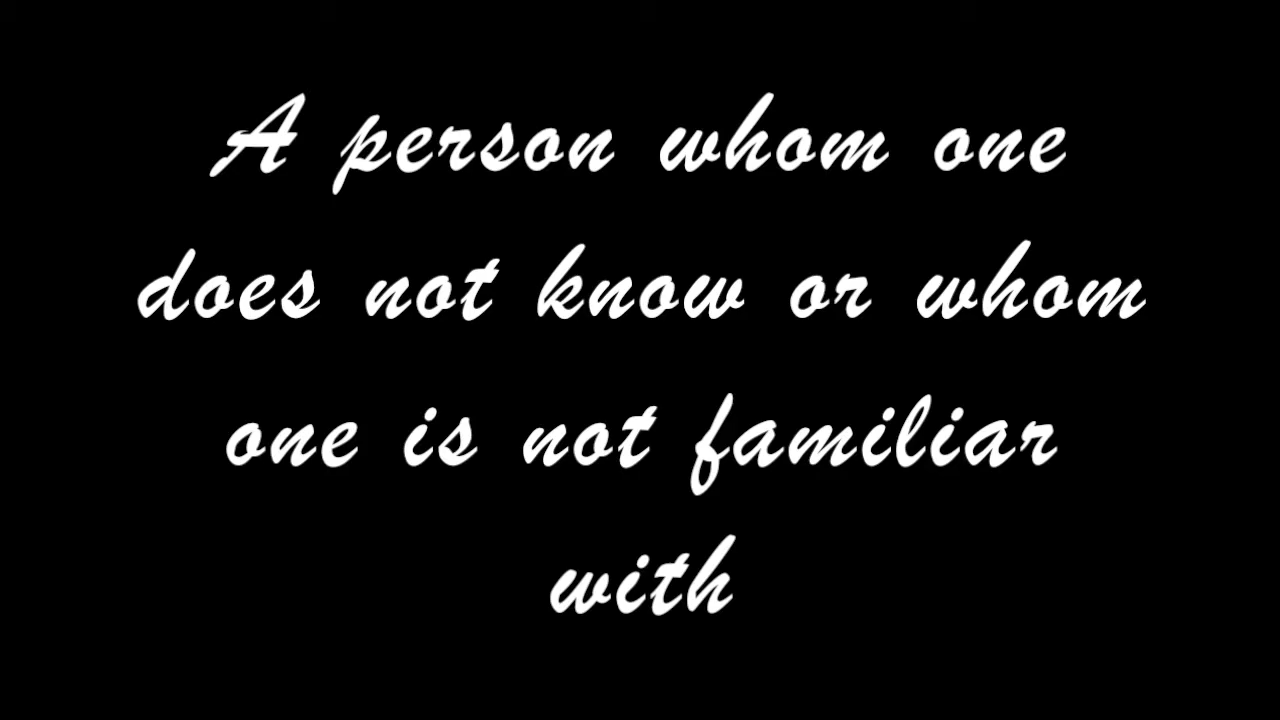 A person whom one
does not know or whom
one is not familiar
with